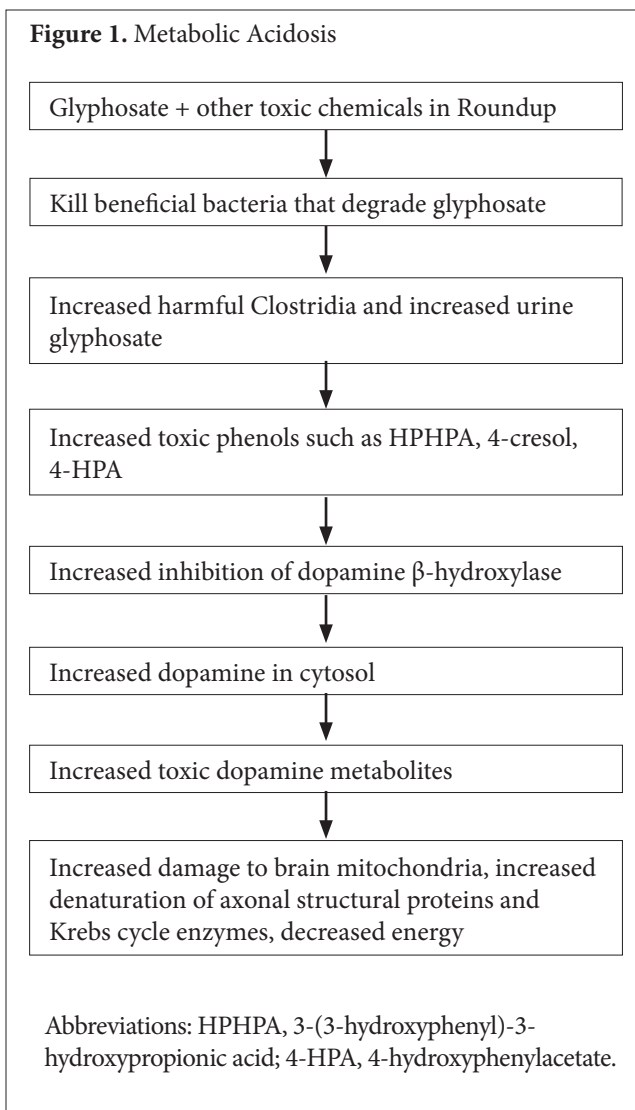 Figure 1. Metabolic Acidosis
Glyphosate + other toxic chemicals in Roundup
Kill beneficial bacteria that degrade glyphosate
Increased harmful Clostridia and increased urine
glyphosate
Increased toxic phenols such as HPHPA, 4-cresol,
4-HPA
Increased inhibition of dopamine β-hydroxylase
Increased dopamine in cytosol
Increased toxic dopamine metabolites
Increased damage to brain mitochondria, increased
denaturation of axonal structural proteins and
Krebs cycle enzymes, decreased energy
Abbreviations: HPHPA, 3-(3-hydroxyphenyl)-3-
hydroxypropionic acid; 4-HPA, 4-hydroxyphenylacetate.